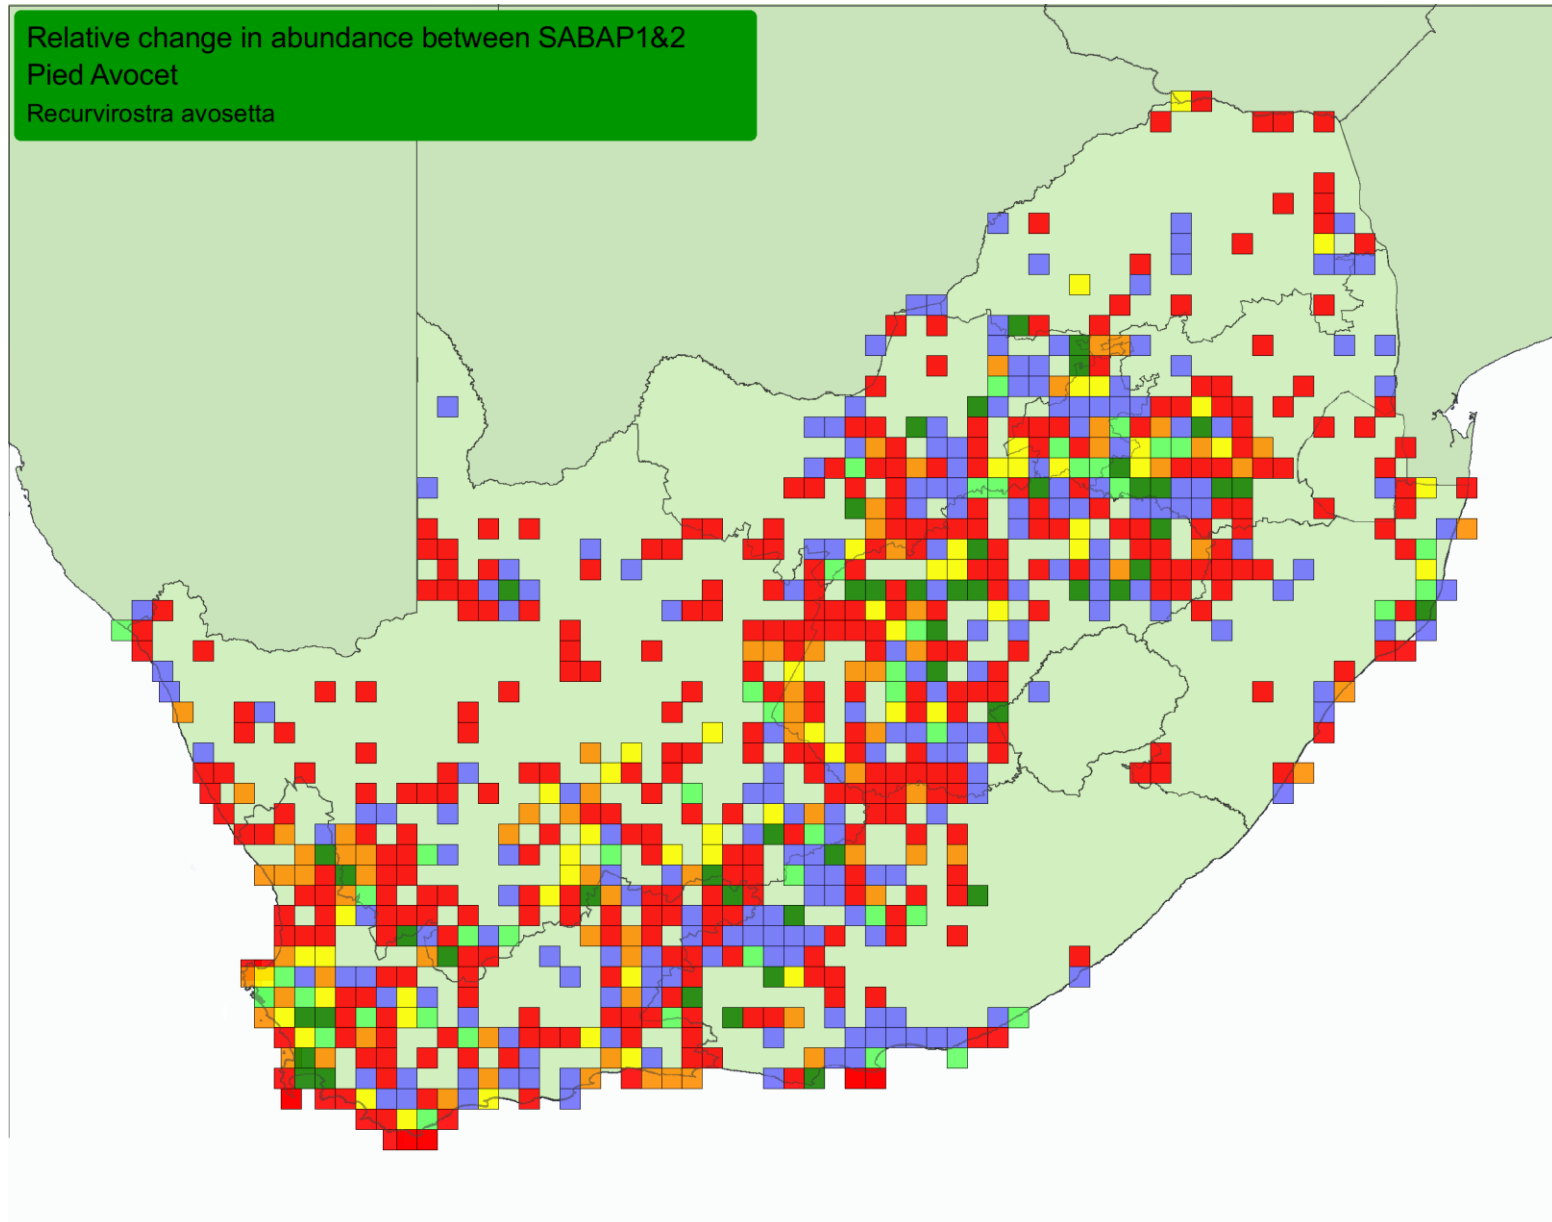 Relative change in abundance between SABAP1&2
Pied Avocet
Recurvirostra avosetta